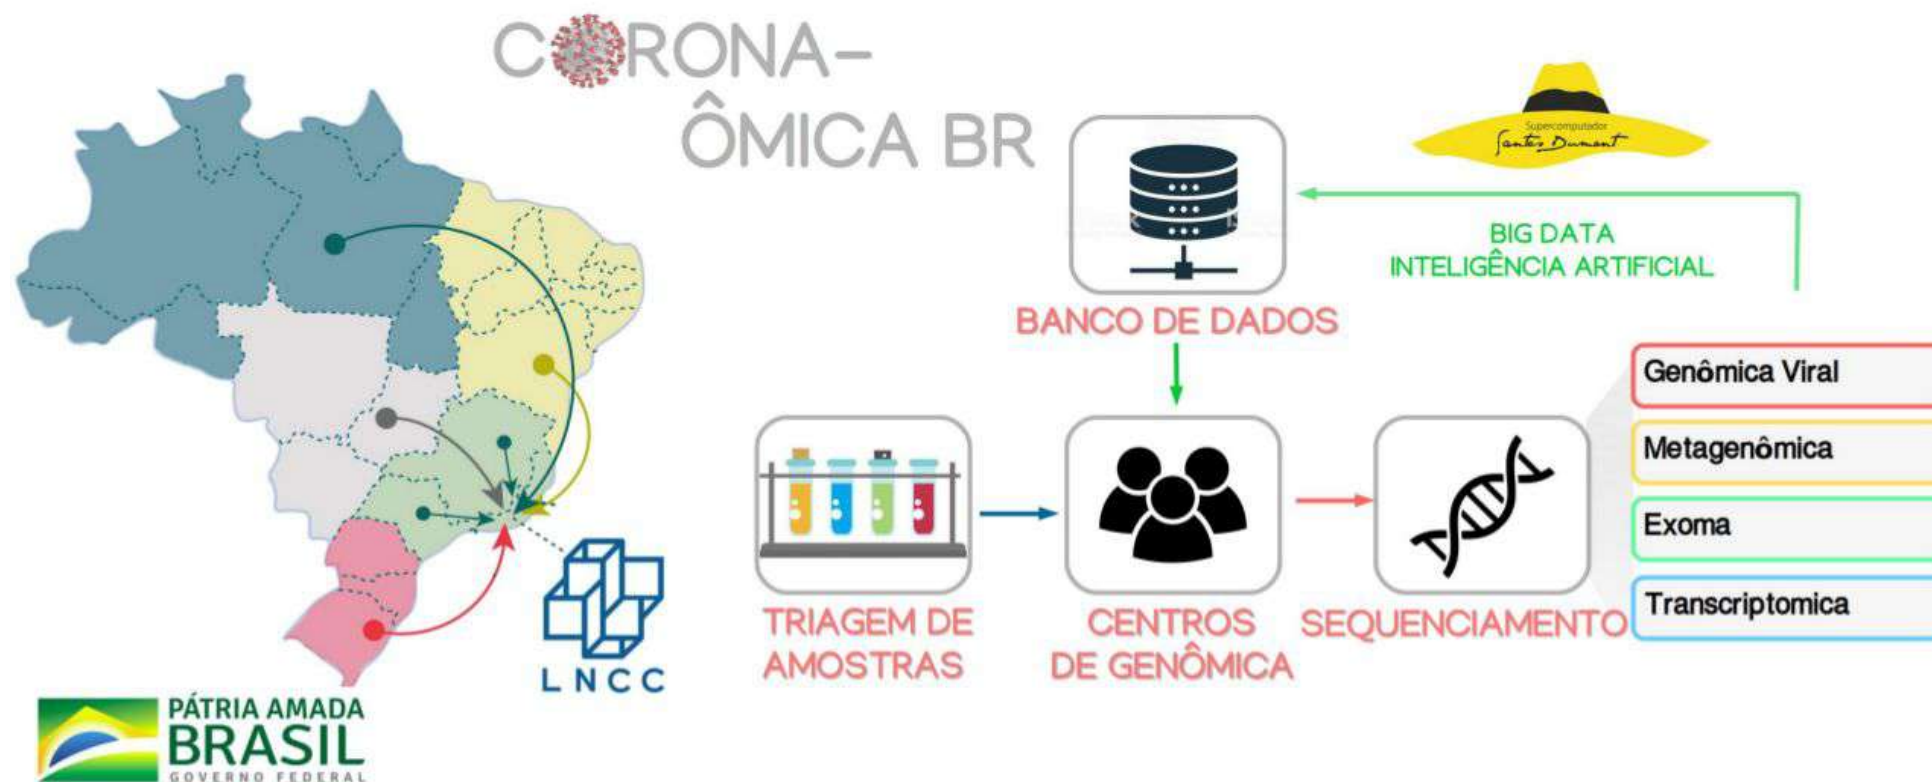 CORONA-
ÔMICA BR
Supercomputador
Santos Dumont
BIG DATA
INTELIGÊNCIA ARTIFICIAL
BANCO DE DADOS
Genômica Viral
Metagenômica
Exoma
Transcriptomica
TRIAGEM DE
AMOSTRAS
CENTROS
DE GENÔMICA
SEQUENCIAMENTO
LNCC
PÁTRIA AMADA
BRASIL
GOVERNO FEDERAL